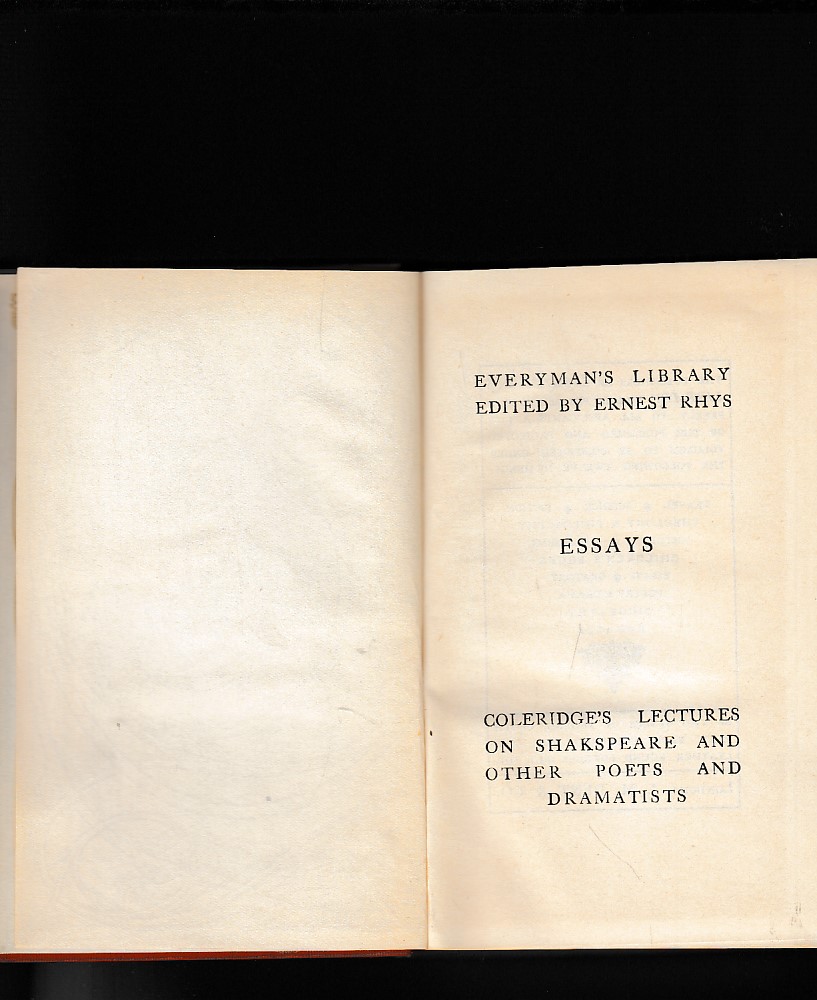 EVERYMAN'S LIBRARY
EDITED BY ERNEST RHYS
ESSAYS
COLERIDGE'S LECTURES
ON SHAKSPEARE AND
OTHER POETS AND
DRAMATISTS